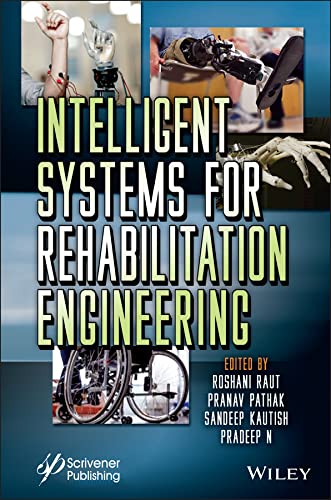 INTELLIGENT
SYSTEMS FOR
REHABILITATION
ENGINEERING
EDITED BY
ROSHANI RAUT
PRANAV PATHAK
SANDEEP KAUTISH
PRADEEP N
Scrivener
Publishing
WILEY